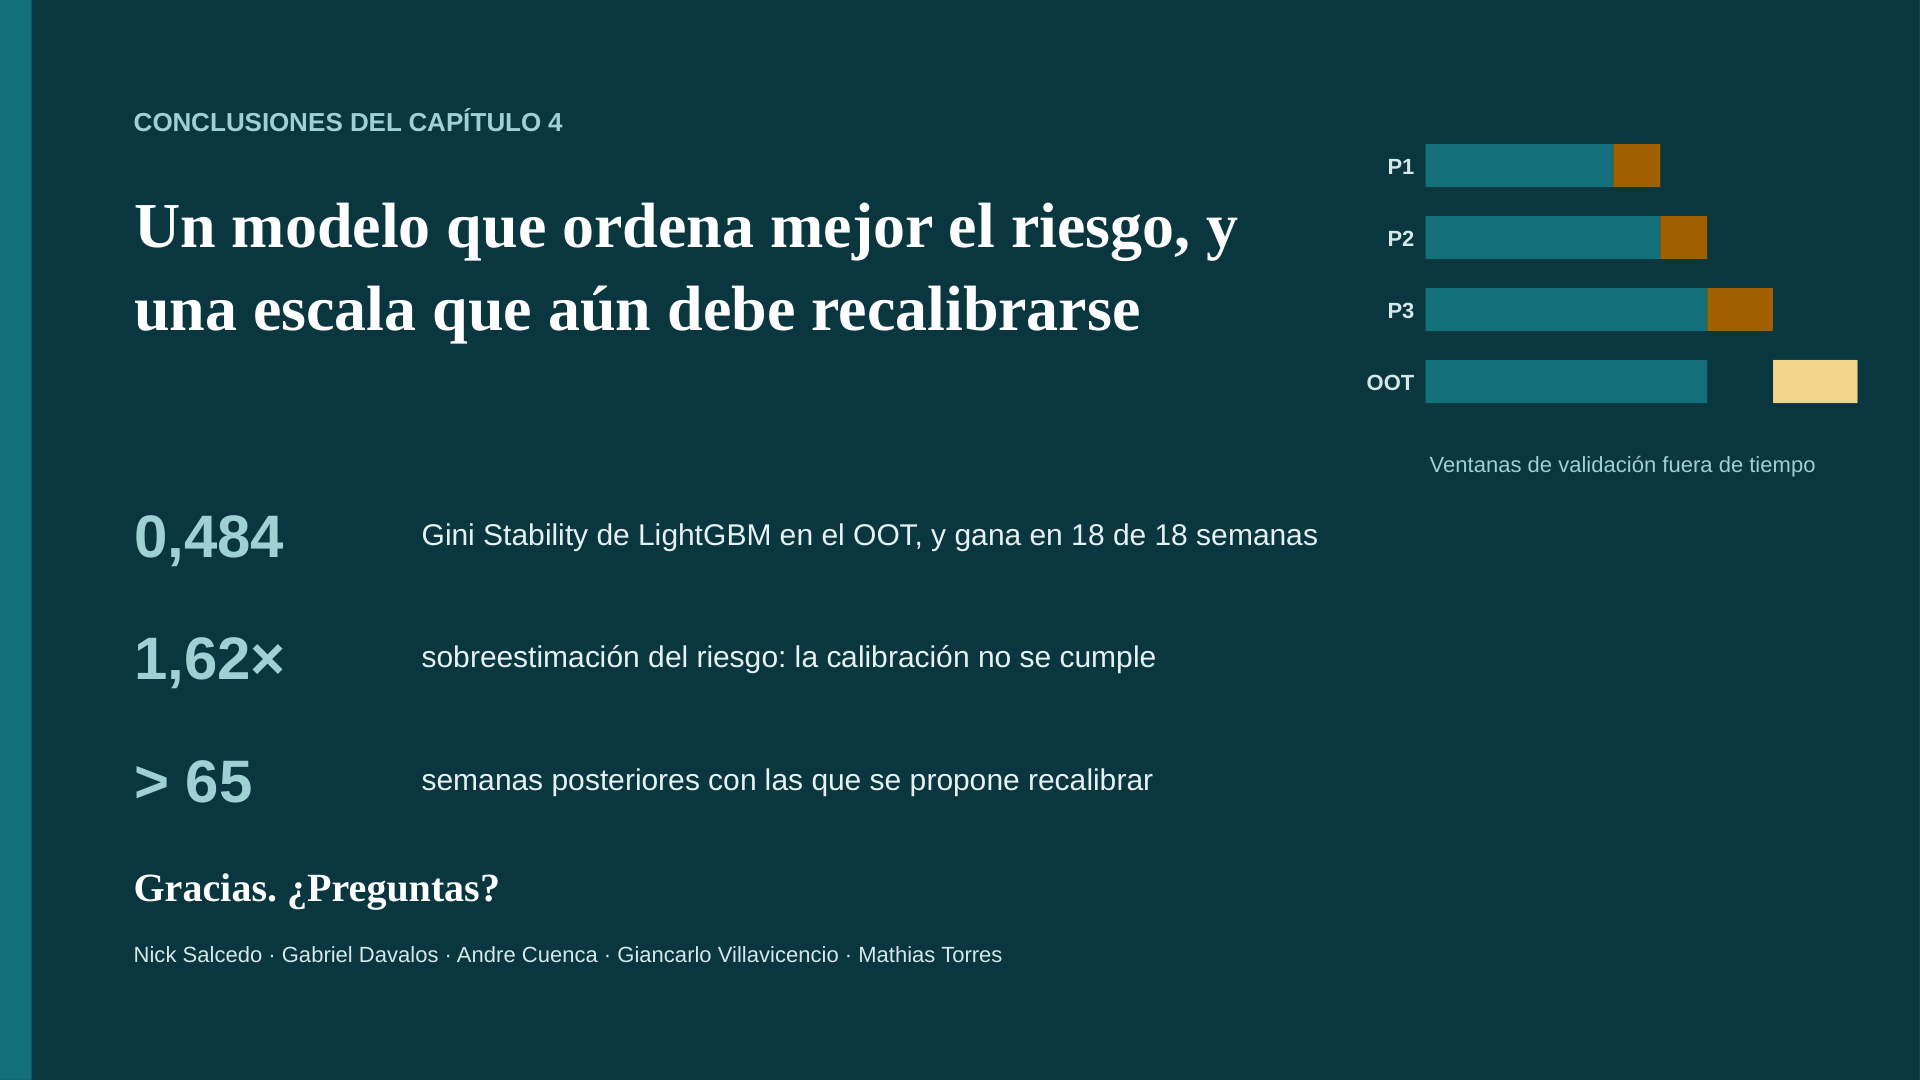 CONCLUSIONES DEL CAPÍTULO 4
Un modelo que ordena mejor el riesgo, y
una escala que aún debe recalibrarse
P1
P2
P3
OOT
Ventanas de validación fuera de tiempo
0,484
Gini Stability de LightGBM en el OOT, y gana en 18 de 18 semanas
1,62×
sobreestimación del riesgo: la calibración no se cumple
> 65
semanas posteriores con las que se propone recalibrar
Gracias. ¿Preguntas?
Nick Salcedo · Gabriel Davalos · Andre Cuenca · Giancarlo Villavicencio · Mathias Torres